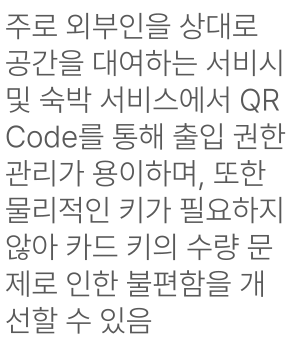 주로 외부인을 상대로
공간을 대여하는 서비시
및 숙박 서비스에서 QR
Code를 통해 출입 권한
관리가 용이하며, 또한
물리적인 키가 필요하지
않아 카드 키의 수량 문
제로 인한 불편함을 개
선할 수 있음